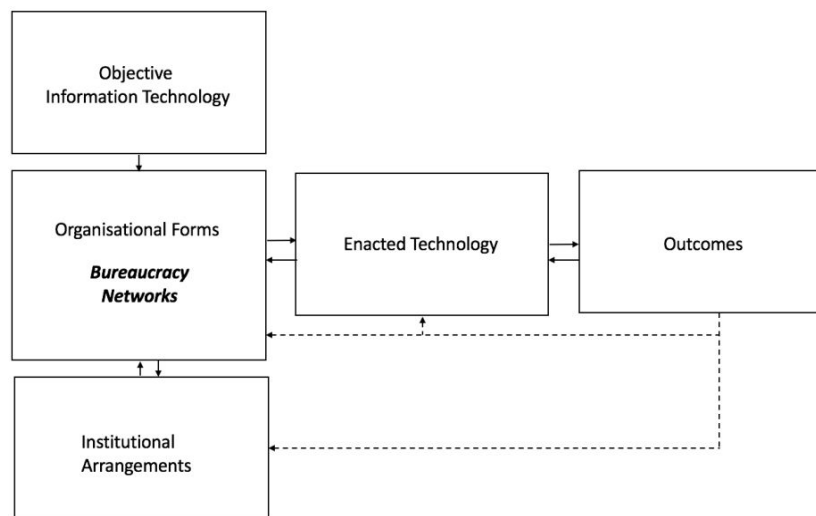 Objective
Information Technology
Organisational Forms
Bureaucracy
Networks
Enacted Technology
Outcomes
Institutional
Arrangements